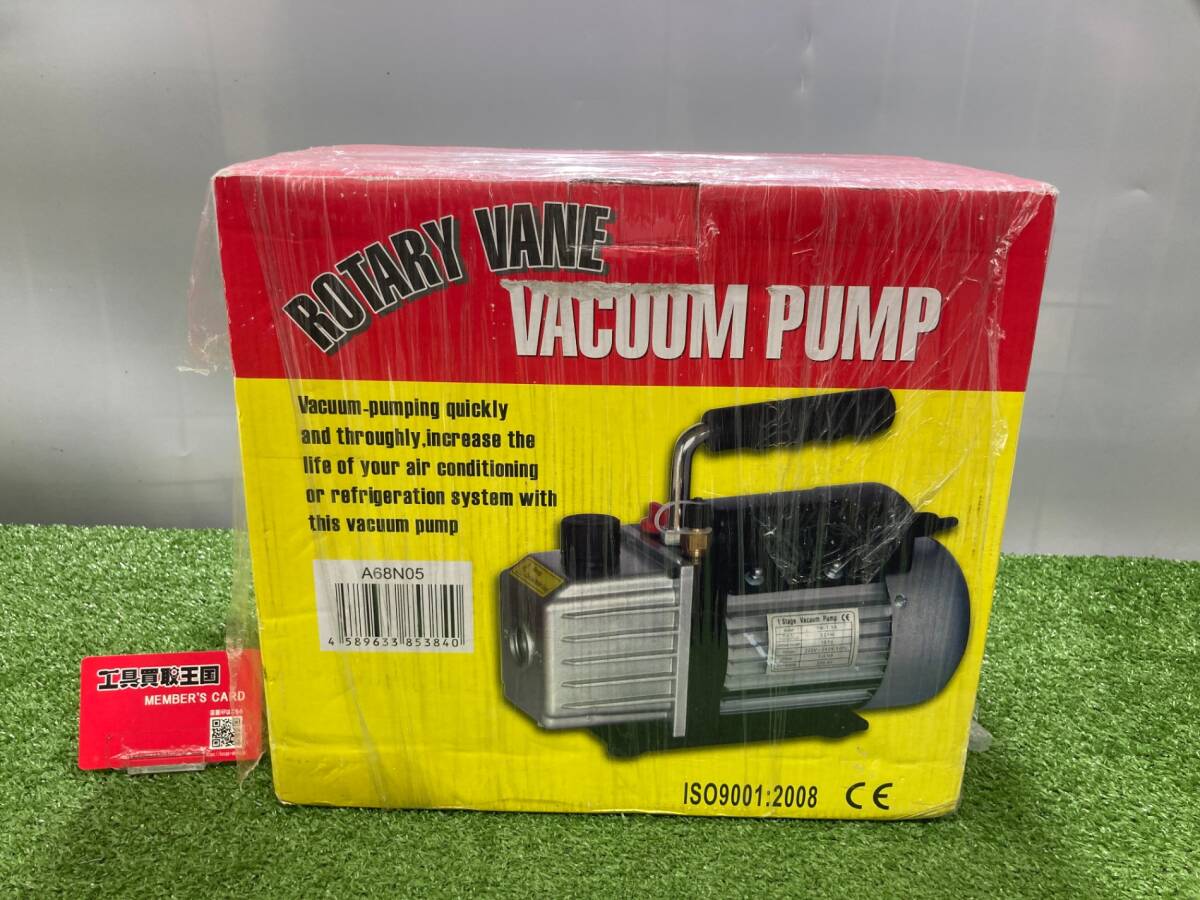 ROTARY VANE
VACUUM PUMP
Vacuum-pumping quickly
and throughly,increase the
life of your air conditioning
or refrigeration system with
this vacuum pump
A68N05
4 589633 853840
1 Stage Vacuum Pump CE
工具買取王国
MEMBER'S CARD
ISO9001:2008 CE